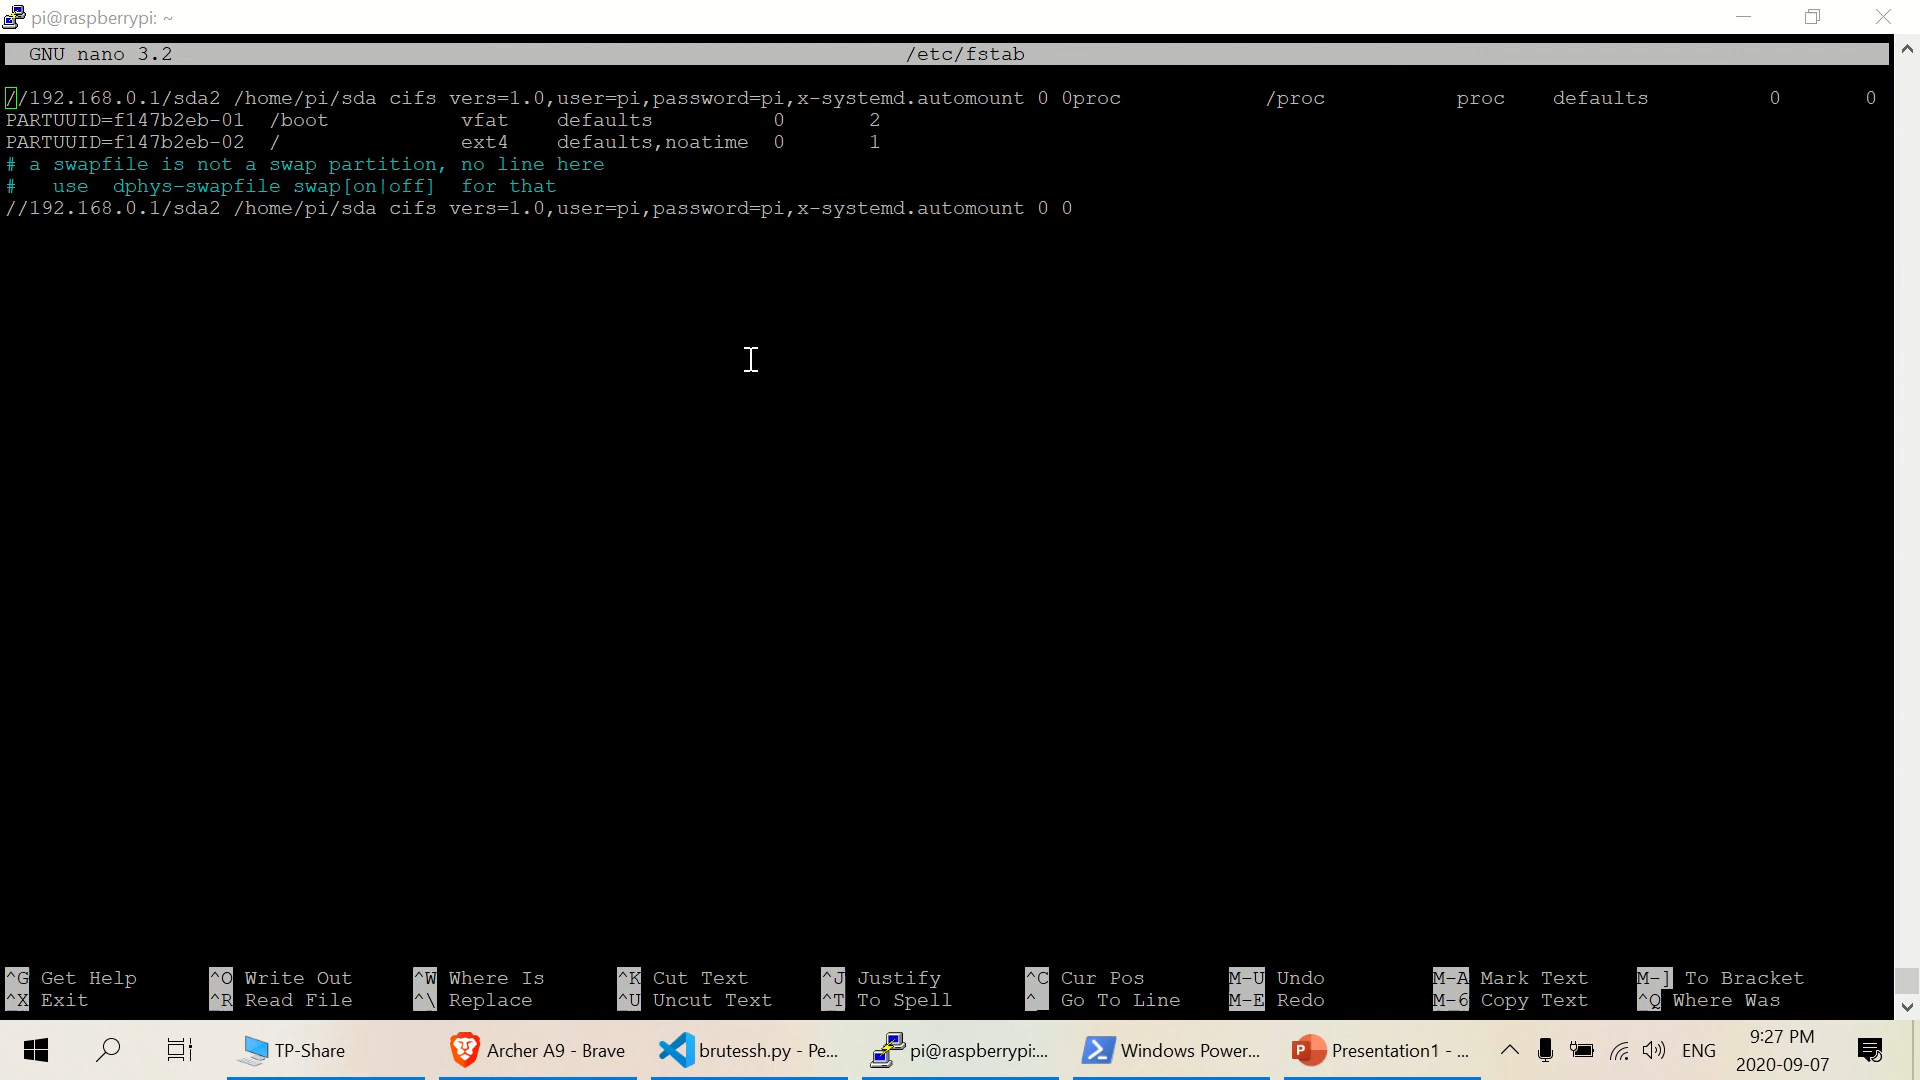 pi@raspberrypi: ~
GNU nano 3.2 /etc/fstab
//192.168.0.1/sda2 /home/pi/sda cifs vers=1.0,user=pi,password=pi,x-systemd.automount 0 0proc /proc proc defaults 0 0
PARTUUID=f147b2eb-01 /boot vfat defaults 0 2
PARTUUID=f147b2eb-02 / ext4 defaults,noatime 0 1
# a swapfile is not a swap partition, no line here
# use dphys-swapfile swap[on|off] for that
//192.168.0.1/sda2 /home/pi/sda cifs vers=1.0,user=pi,password=pi,x-systemd.automount 0 0
^G Get Help ^O Write Out ^W Where Is ^K Cut Text ^J Justify ^C Cur Pos M-U Undo M-A Mark Text M-] To Bracket
^X Exit ^R Read File ^\ Replace ^U Uncut Text ^T To Spell ^_ Go To Line M-E Redo M-6 Copy Text ^Q Where Was
TP-Share Archer A9 - Brave brutessh.py - Pe... pi@raspberrypi:... Windows Power... Presentation1 - ... ENG 9:27 PM
2020-09-07